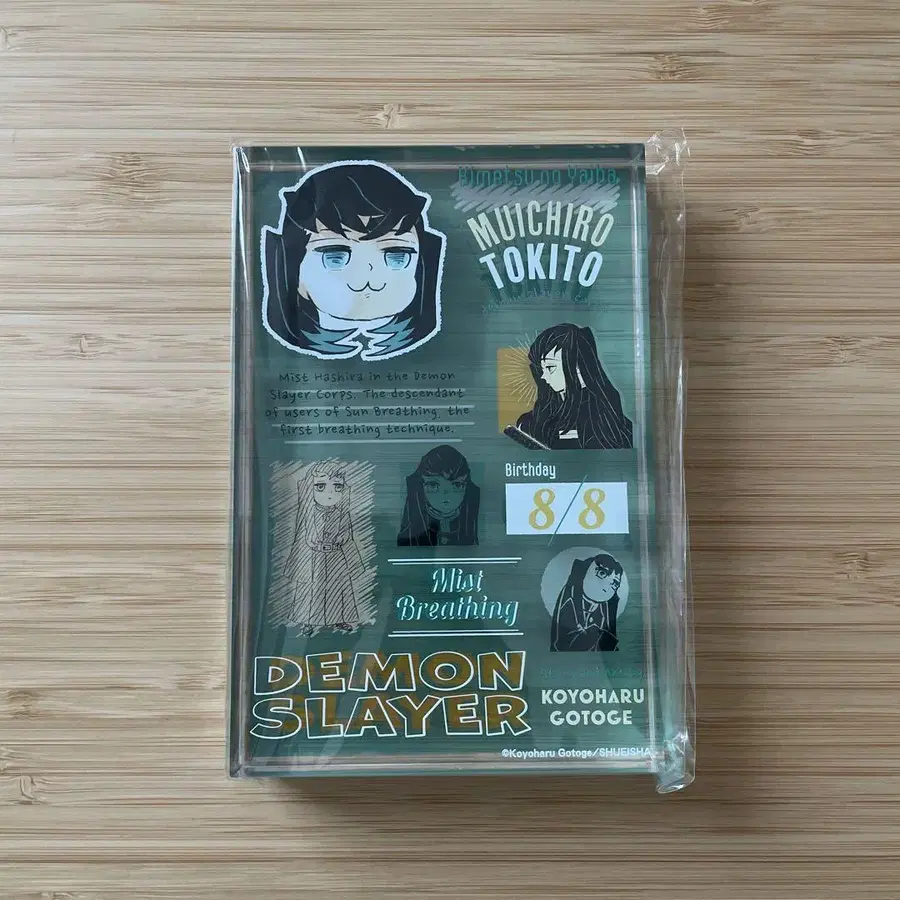 Kimetsu no Yaiba
MUICHIRO
TOKITO
Mist Hashira in the Demon
Slayer Corps. The descendant
of users of Sun Breathing, the
first breathing technique.
Birthday
8/8
Mist
Breathing
DEMON
SLAYER
KOYOHARU
GOTOGE
©Koyoharu Gotoge/SHUEISHA